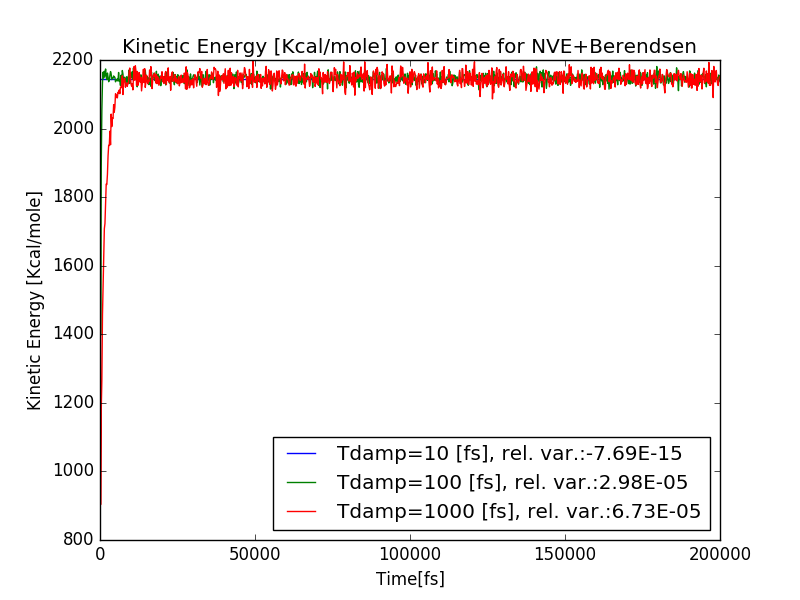 Kinetic Energy [Kcal/mole] over time for NVE+Berendsen
2200
2000
1800
1600
1400
1200
1000
800
Kinetic Energy [Kcal/mole]
Tdamp=10 [fs], rel. var.:-7.69E-15
Tdamp=100 [fs], rel. var.:2.98E-05
Tdamp=1000 [fs], rel. var.:6.73E-05
0 50000 100000 150000 200000
Time[fs]